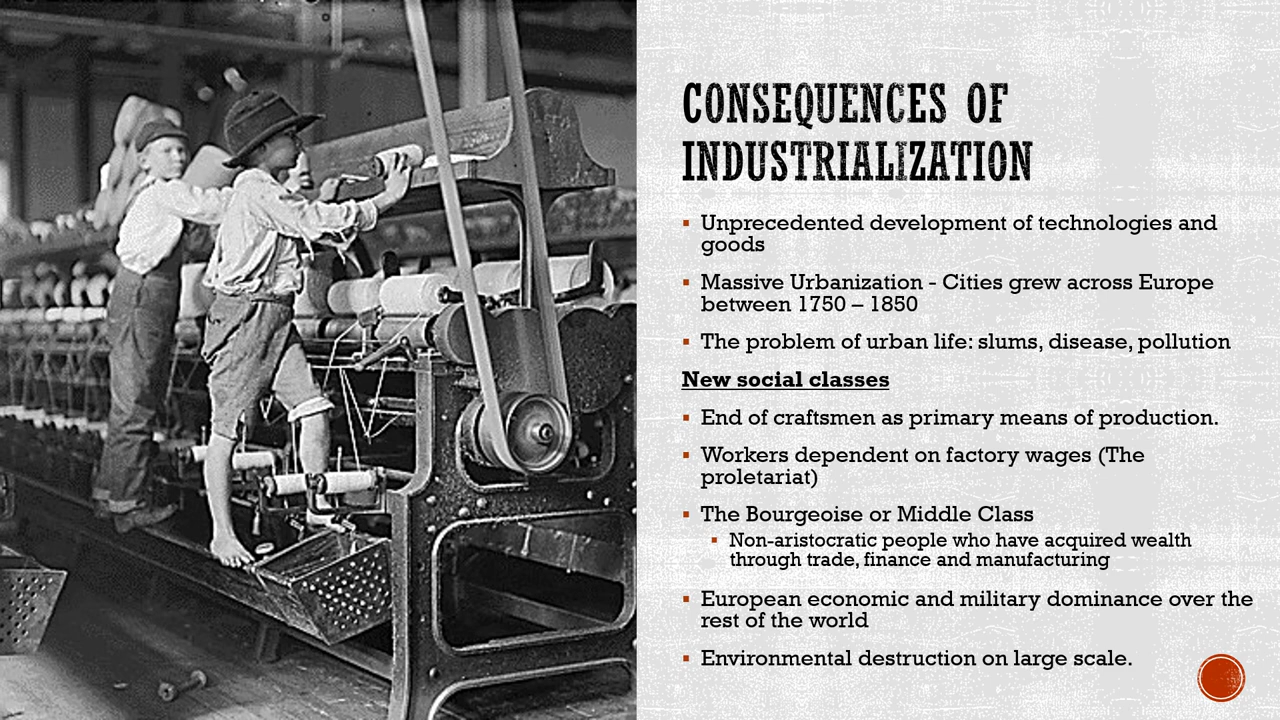 CONSEQUENCES OF
INDUSTRIALIZATION
▪ Unprecedented development of technologies and
goods
▪ Massive Urbanization - Cities grew across Europe
between 1750 – 1850
▪ The problem of urban life: slums, disease, pollution
New social classes
▪ End of craftsmen as primary means of production.
▪ Workers dependent on factory wages (The
proletariat)
▪ The Bourgeoise or Middle Class
▪ Non-aristocratic people who have acquired wealth
through trade, finance and manufacturing
▪ European economic and military dominance over the
rest of the world
▪ Environmental destruction on large scale.